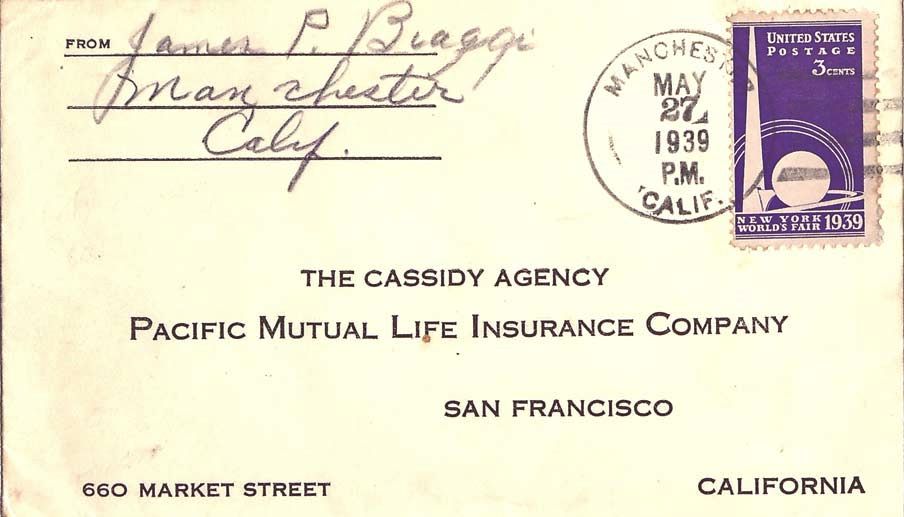 FROM James P. Biaggi
Manchester
Calif.
MANCHESTER
MAY
27
1939
P.M.
CALIF.
UNITED STATES
POSTAGE
3 CENTS
NEW YORK
WORLD'S FAIR 1939
THE CASSIDY AGENCY
PACIFIC MUTUAL LIFE INSURANCE COMPANY
SAN FRANCISCO
660 MARKET STREET
CALIFORNIA